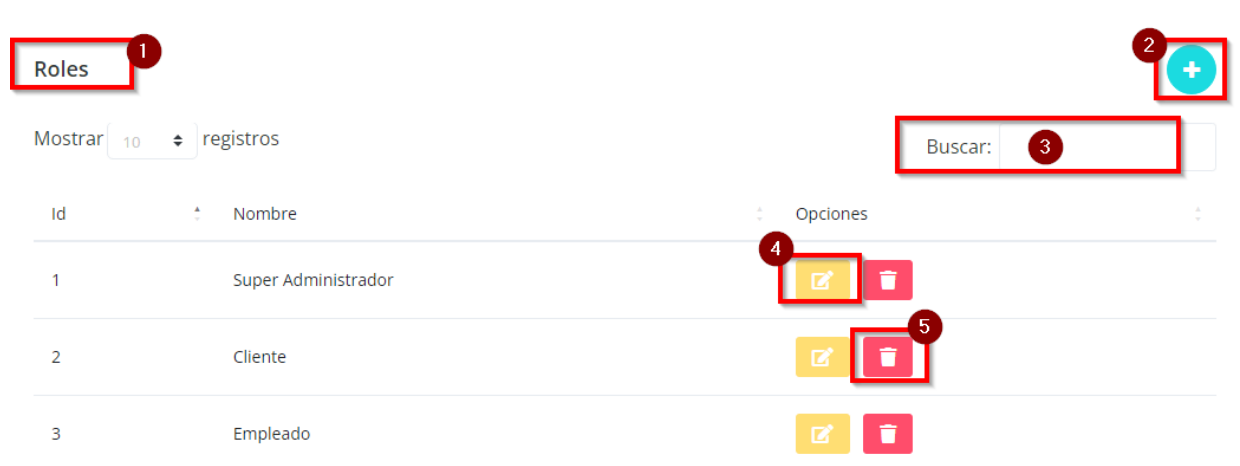 1
2
Roles
Mostrar 10 registros
Buscar: 3
Id Nombre Opciones
4
1 Super Administrador
5
2 Cliente
3 Empleado